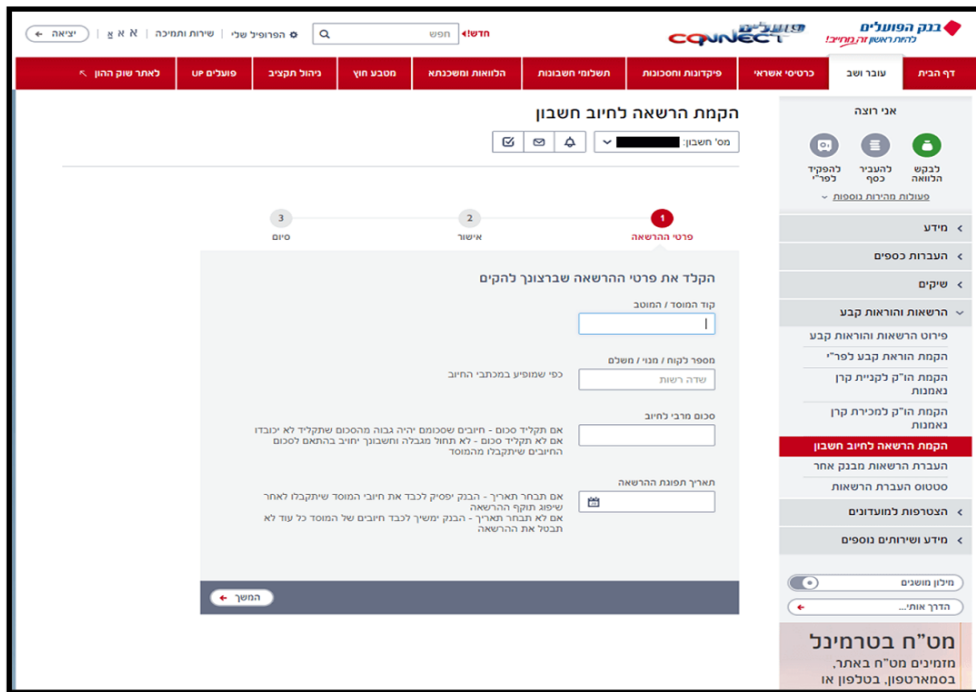 בנק הפועלים
להיות ראשון זה מחייב!
פועלים
CONNECT
חדש!
חפש
הפרופיל שלי | שירות ותמיכה | א א א
יציאה
דף הבית
עובר ושב
כרטיסי אשראי
פיקדונות וחסכונות
תשלומי חשבונות
הלוואות ומשכנתא
מטבע חוץ
ניהול תקציב
פועלים UP
לאתר שוק ההון
אני רוצה
לבקש הלוואה
להעביר כסף
להפקיד לפר"י
פעולות מהירות נוספות
מידע
העברות כספים
שיקים
הרשאות והוראות קבע
פירוט הרשאות והוראות קבע
הקמת הוראת קבע לפר"י
הקמת הו"ק לקניית קרן
נאמנות
הקמת הו"ק למכירת קרן
נאמנות
הקמת הרשאה לחיוב חשבון
העברת הרשאות מבנק אחר
סטטוס העברת הרשאות
הצטרפות למועדונים
מידע ושירותים נוספים
מילון מושגים
הדרך אותי...
מט"ח בטרמינל
מזמינים מט"ח באתר,
בסמארטפון, בטלפון או
הקמת הרשאה לחיוב חשבון
מס' חשבון:
1
פרטי ההרשאה
2
אישור
3
סיום
הקלד את פרטי ההרשאה שברצונך להקים
קוד המוסד / המוטב
מספר לקוח / מנוי / משלם
שדה רשות
כפי שמופיע במכתבי החיוב
סכום מרבי לחיוב
אם תקליד סכום - חיובים שסכומם יהיה גבוה מהסכום שתקליד לא יכובדו
אם לא תקליד סכום - לא תחול מגבלה וחשבונך יחויב בהתאם לסכום
החיובים שיתקבלו מהמוסד
תאריך תפוגת ההרשאה
אם תבחר תאריך - הבנק יפסיק לכבד את חיובי המוסד שיתקבלו לאחר
שיפוג תוקף ההרשאה
אם לא תבחר תאריך - הבנק ימשיך לכבד חיובים של המוסד כל עוד לא
תבטל את ההרשאה
המשך